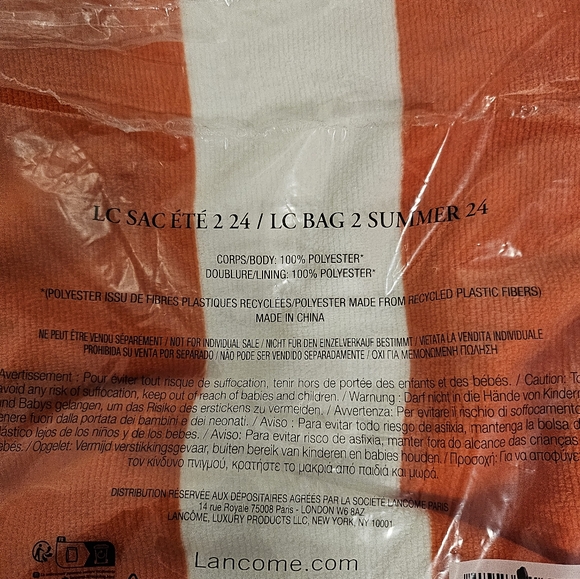 LC SAC ÉTÉ 2 24 / LC BAG 2 SUMMER 24
CORPS/BODY: 100% POLYESTER*
DOUBLURE/LINING: 100% POLYESTER*
*(POLYESTER ISSU DE FIBRES PLASTIQUES RECYCLEES/POLYESTER MADE FROM RECYCLED PLASTIC FIBERS)
MADE IN CHINA
NE PEUT ÊTRE VENDU SÉPAREMENT / NOT FOR INDIVIDUAL SALE / NICHT FÜR DEN EINZELVERKAUF BESTIMMT / VIETATA LA VENDITA INDIVIDUALE
PROHIBIDA SU VENTA POR SEPARADO / NÃO PODE SER VENDIDO SEPARADAMENTE / ΟΧΙ ΓΙΑ ΜΕΜΟΝΩΜΕΝΗ ΠΩΛΗΣΗ
Avertissement : Pour éviter tout risque de suffocation, tenir hors de portée des enfants et des bébés. / Caution: To
avoid any risk of suffocation, keep out of reach of babies and children. / Warnung : Darf nicht in die Hände von Kindern
und Babys gelangen, um das Risiko des erstickens zu vermeiden. / Avvertenza: Per evitare il rischio di soffocamento
tenere fuori dalla portata dei bambini e dei neonati. / Aviso : Para evitar todo riesgo de asfixia, mantenga la bolsa de
plástico lejos de los niños y de los bebés. / Aviso: Para evitar risco de asfixia, manter fora do alcance das crianças
bebés. / Opgelet: Vermijd verstikkingsgevaar, buiten bereik van kinderen en babies houden. / Προσοχή: Για να αποφύγε
τον κίνδυνο πνιγμού, κρατήστε το μακριά από παιδιά και μωρά.
DISTRIBUTION RÉSERVÉE AUX DÉPOSITAIRES AGRÉÉS PAR LA SOCIÉTÉ LANCÔME PARIS
14 rue Royale 75008 Paris - LONDON W6 8AZ
LANCÔME, LUXURY PRODUCTS LLC, NEW YORK, NY 10001
Lancome.com